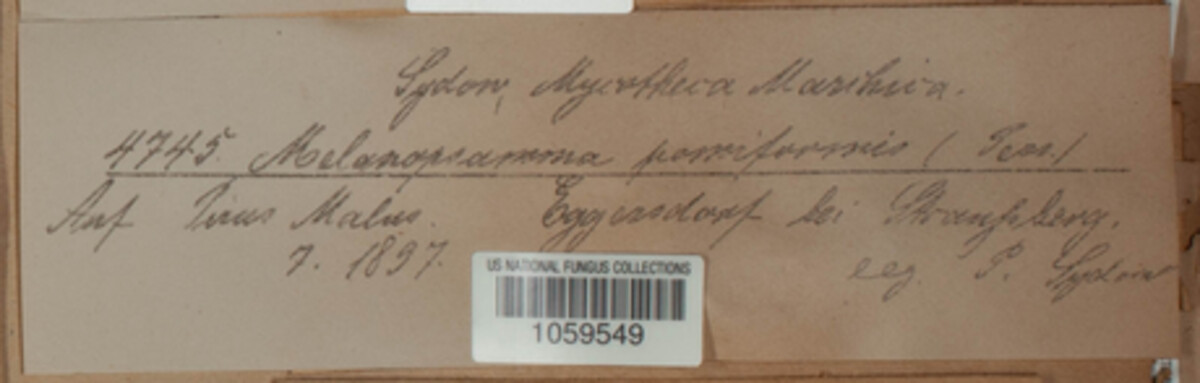 Sydow, Mycotheca Marchica.
4745. Melanopsamma pomiformis (Pers.)
Auf Pirus Malus. Eggersdorf bei Straußberg.
7. 1897. leg. P. Sydow
US NATIONAL FUNGUS COLLECTIONS
1059549